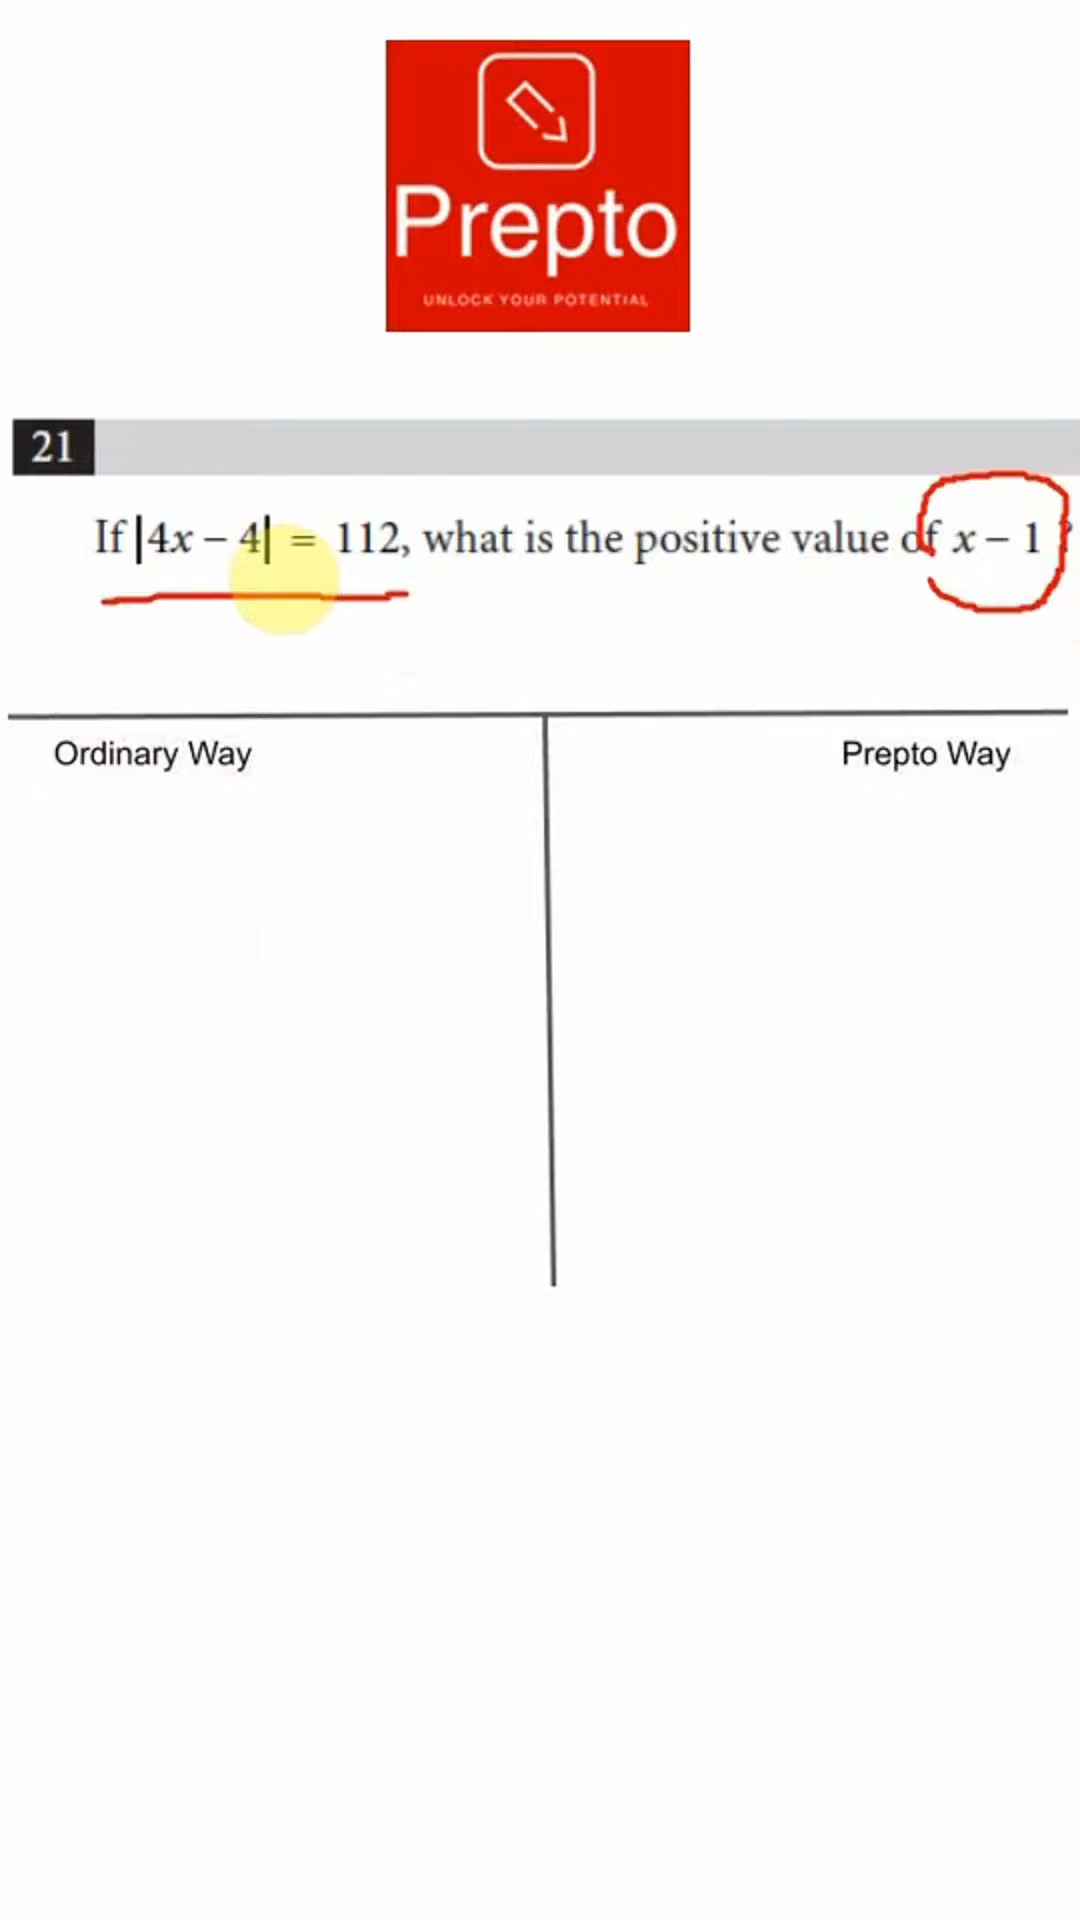 Prepto
UNLOCK YOUR POTENTIAL
21
If |4x − 4| = 112, what is the positive value of x − 1 ?
Ordinary Way
Prepto Way